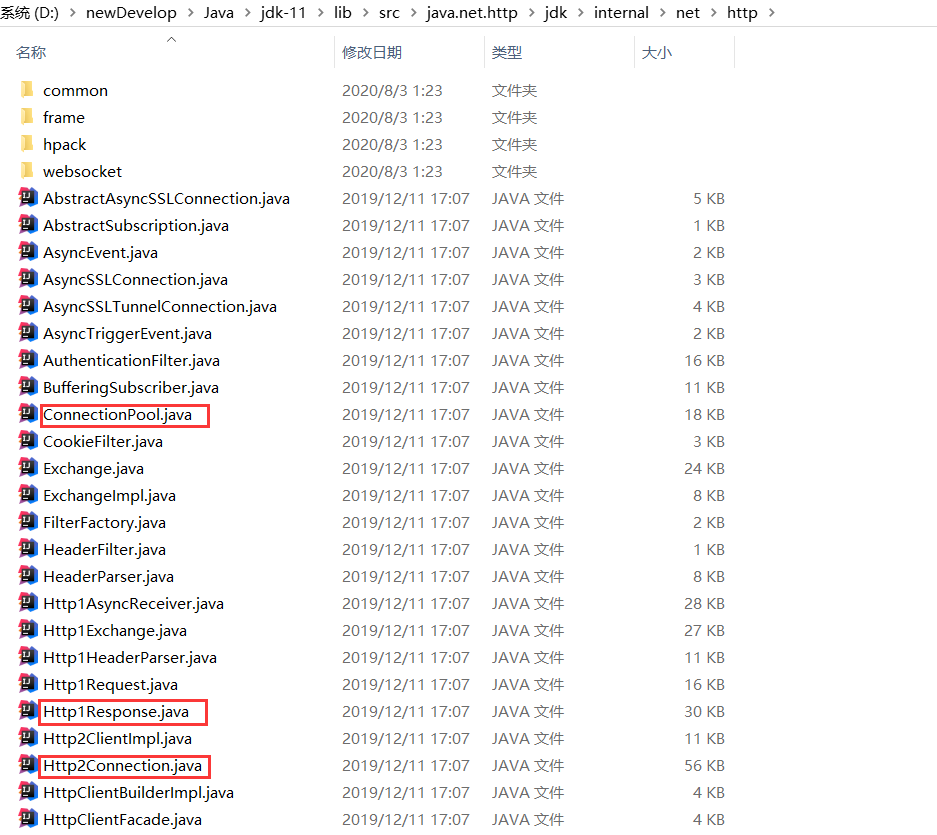 系统 (D:) > newDevelop > Java > jdk-11 > lib > src > java.net.http > jdk > internal > net > http >
名称 修改日期 类型 大小
common 2020/8/3 1:23 文件夹
frame 2020/8/3 1:23 文件夹
hpack 2020/8/3 1:23 文件夹
websocket 2020/8/3 1:23 文件夹
AbstractAsyncSSLConnection.java 2019/12/11 17:07 JAVA 文件 5 KB
AbstractSubscription.java 2019/12/11 17:07 JAVA 文件 1 KB
AsyncEvent.java 2019/12/11 17:07 JAVA 文件 2 KB
AsyncSSLConnection.java 2019/12/11 17:07 JAVA 文件 3 KB
AsyncSSLTunnelConnection.java 2019/12/11 17:07 JAVA 文件 4 KB
AsyncTriggerEvent.java 2019/12/11 17:07 JAVA 文件 2 KB
AuthenticationFilter.java 2019/12/11 17:07 JAVA 文件 16 KB
BufferingSubscriber.java 2019/12/11 17:07 JAVA 文件 11 KB
ConnectionPool.java 2019/12/11 17:07 JAVA 文件 18 KB
CookieFilter.java 2019/12/11 17:07 JAVA 文件 3 KB
Exchange.java 2019/12/11 17:07 JAVA 文件 24 KB
ExchangeImpl.java 2019/12/11 17:07 JAVA 文件 8 KB
FilterFactory.java 2019/12/11 17:07 JAVA 文件 2 KB
HeaderFilter.java 2019/12/11 17:07 JAVA 文件 1 KB
HeaderParser.java 2019/12/11 17:07 JAVA 文件 8 KB
Http1AsyncReceiver.java 2019/12/11 17:07 JAVA 文件 28 KB
Http1Exchange.java 2019/12/11 17:07 JAVA 文件 27 KB
Http1HeaderParser.java 2019/12/11 17:07 JAVA 文件 11 KB
Http1Request.java 2019/12/11 17:07 JAVA 文件 16 KB
Http1Response.java 2019/12/11 17:07 JAVA 文件 30 KB
Http2ClientImpl.java 2019/12/11 17:07 JAVA 文件 11 KB
Http2Connection.java 2019/12/11 17:07 JAVA 文件 56 KB
HttpClientBuilderImpl.java 2019/12/11 17:07 JAVA 文件 4 KB
HttpClientFacade.java 2019/12/11 17:07 JAVA 文件 4 KB